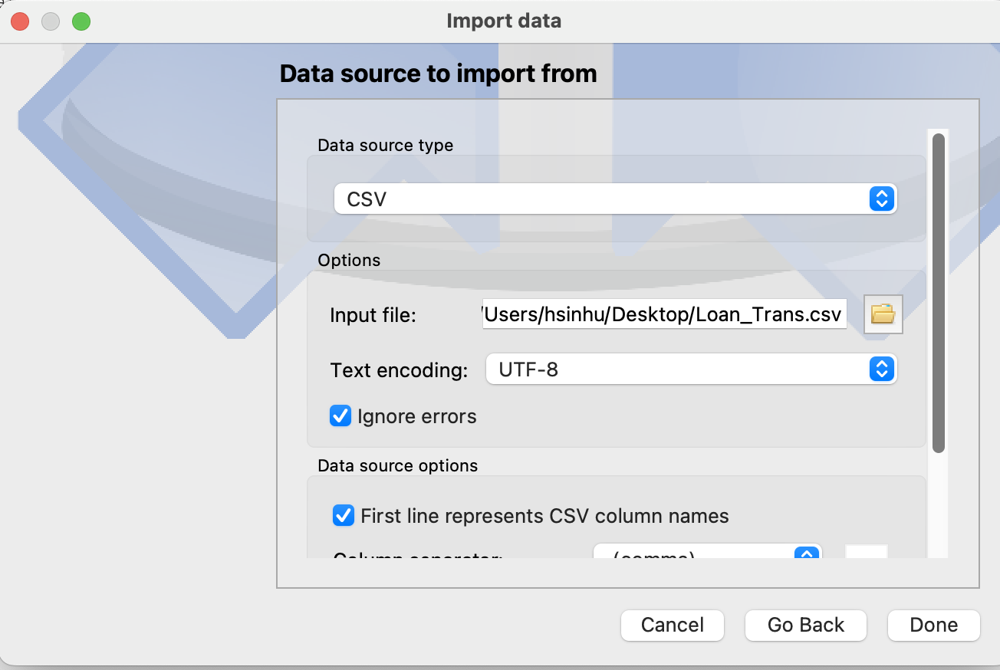 Import data
Data source to import from
Data source type
CSV
Options
Input file: /Users/hsinhu/Desktop/Loan_Trans.csv
Text encoding: UTF-8
Ignore errors
Data source options
First line represents CSV column names
Column separator: , (comma)
Cancel Go Back Done